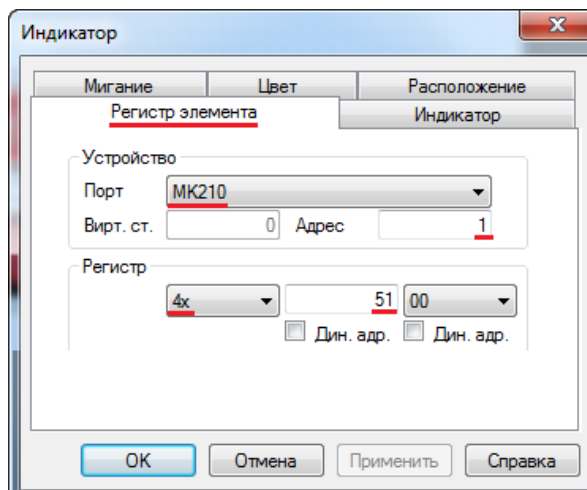 Индикатор
Мигание Цвет Расположение
Регистр элемента Индикатор
Устройство
Порт МК210
Вирт. ст. 0 Адрес 1
Регистр
4x 51 00
Дин. адр. Дин. адр.
OK Отмена Применить Справка